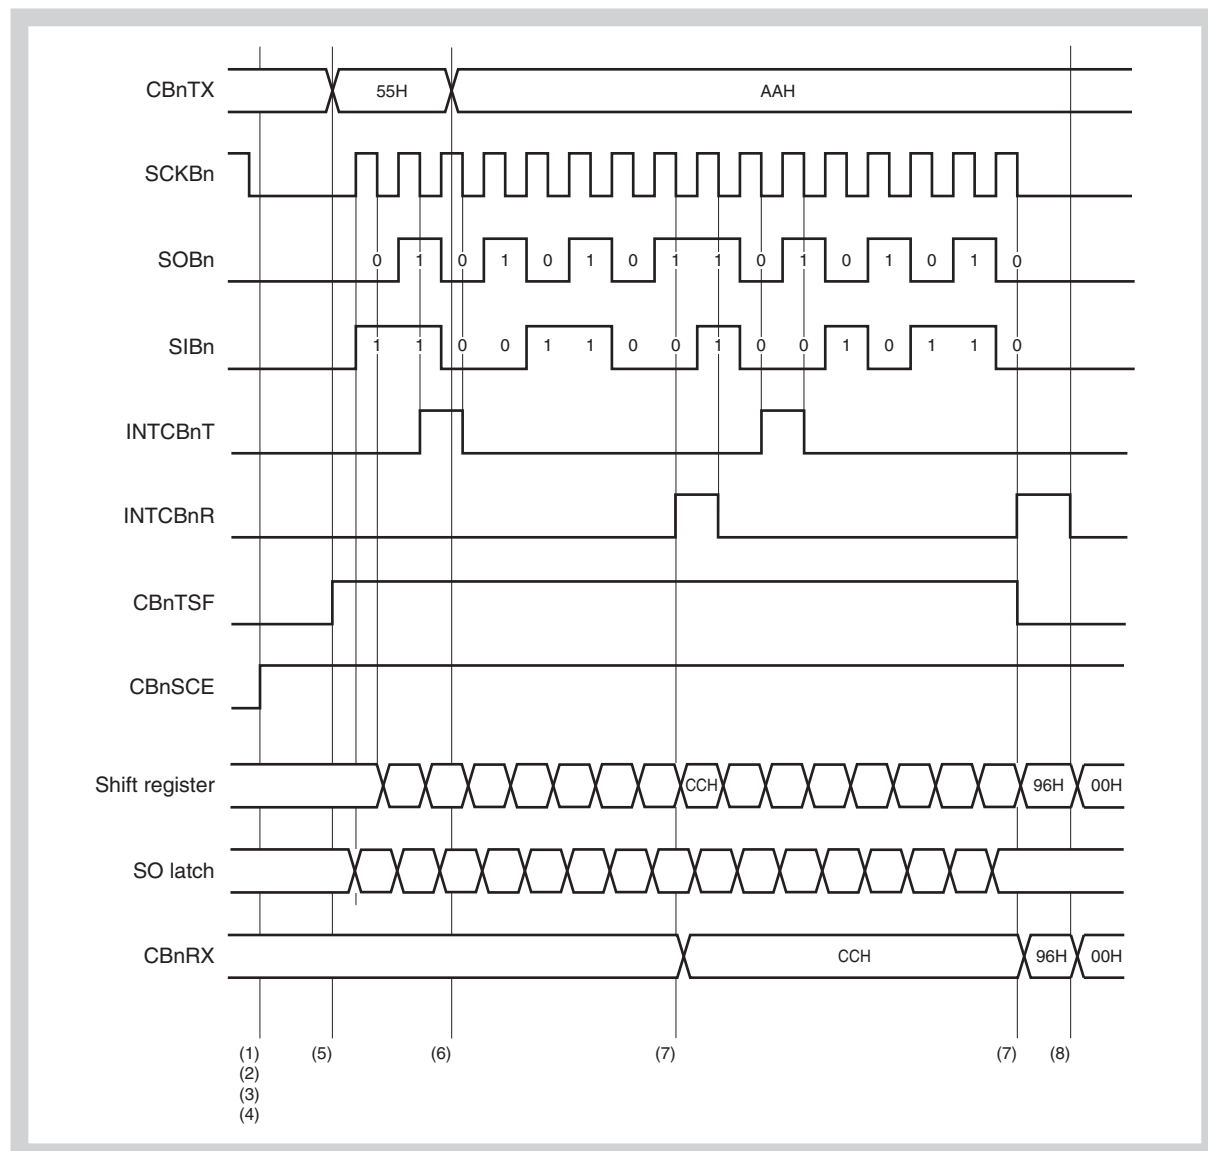 CBnTX 55H AAH
SCKBn
SOBn 0 1 0 1 0 1 0 1 1 0 1 0 1 0 1 0
SIBn 1 1 0 0 1 1 0 0 1 0 0 1 0 1 1 0
INTCBnT
INTCBnR
CBnTSF
CBnSCE
Shift register CCH 96H 00H
SO latch
CBnRX CCH 96H 00H
(1) (5) (6) (7) (7) (8)
(2)
(3)
(4)